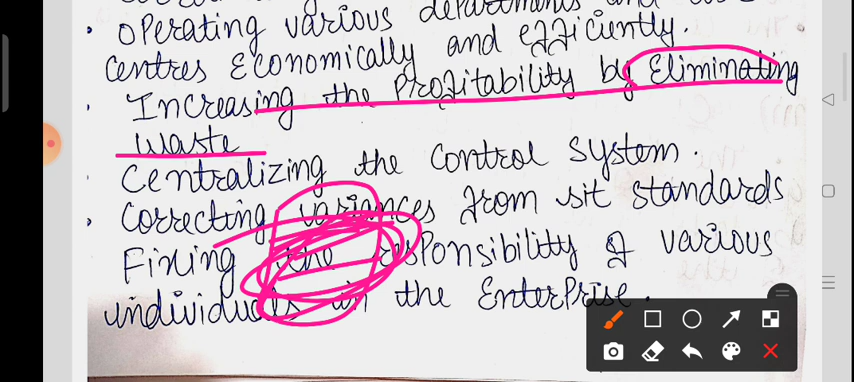 • operating various departments and
centres Economically and efficiently.
• Increasing the Profitability by Eliminating
waste
• Centralizing the control system.
• Correcting variances from sit standards
Fixing the responsibility of various
individuals in the Enterprise.